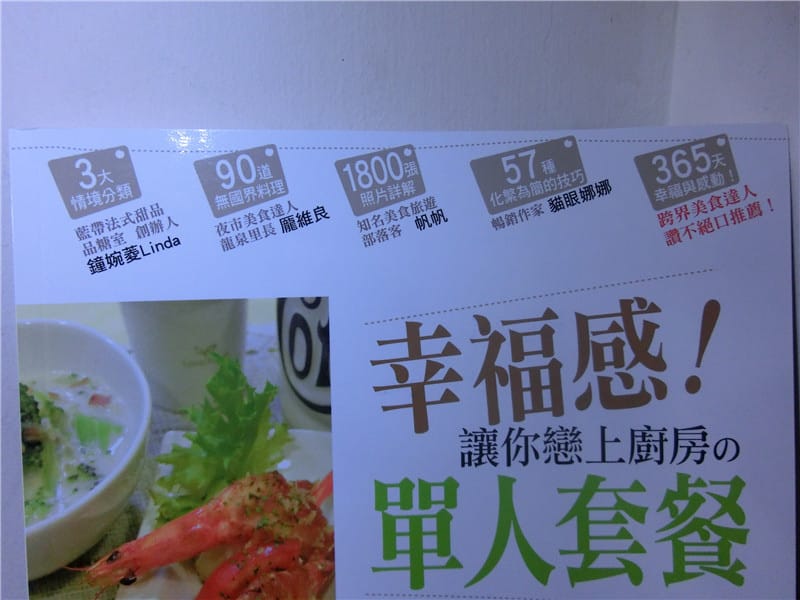 3大
情境分類
藍帶法式甜品
品糖室 創辦人
鐘婉菱Linda
90道
無國界料理
夜市美食達人
龍泉里長 龐維良
1800張
照片詳解
知名美食旅遊
部落客 帆帆
57種
化繁為簡的技巧
暢銷作家 貓眼娜娜
365天
幸福與感動！
跨界美食達人
讚不絕口推薦！
幸福感！
讓你戀上廚房の
單人套餐